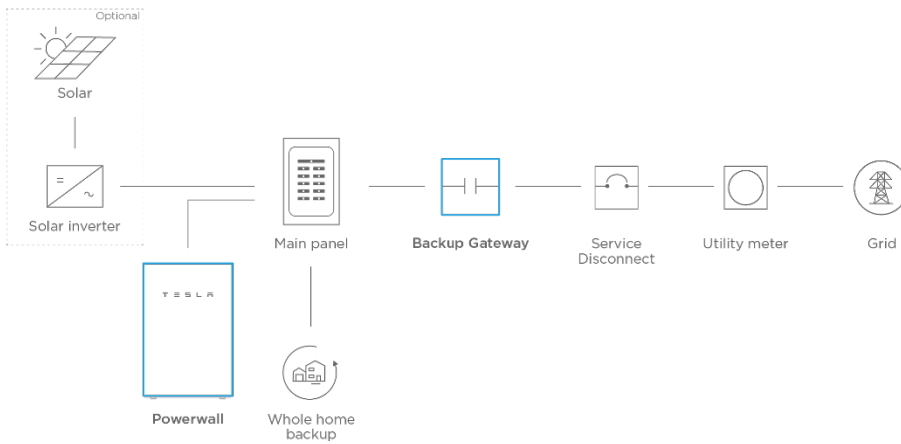 Optional
Solar
Solar inverter
Main panel
Backup Gateway
Service
Disconnect
Utility meter
Grid
TESLA
Powerwall
Whole home
backup